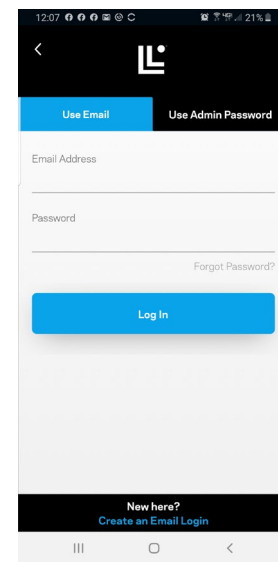 12:07 21%
Use Email Use Admin Password
Email Address
Password
Forgot Password?
Log In
New here?
Create an Email Login